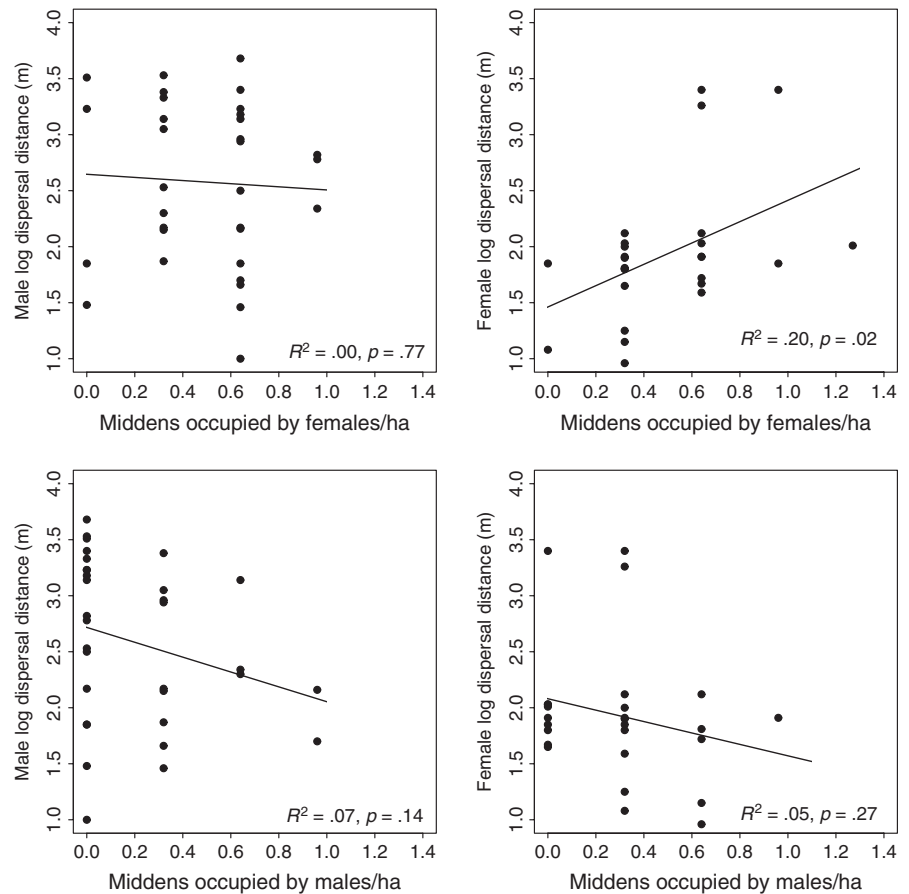 Male log dispersal distance (m)
4.0
3.5
3.0
2.5
2.0
1.5
1.0
R² = .00, p = .77
0.0 0.2 0.4 0.6 0.8 1.0 1.2 1.4
Middens occupied by females/ha
Female log dispersal distance (m)
4.0
3.5
3.0
2.5
2.0
1.5
1.0
R² = .20, p = .02
0.0 0.2 0.4 0.6 0.8 1.0 1.2 1.4
Middens occupied by females/ha
Male log dispersal distance (m)
4.0
3.5
3.0
2.5
2.0
1.5
1.0
R² = .07, p = .14
0.0 0.2 0.4 0.6 0.8 1.0 1.2 1.4
Middens occupied by males/ha
Female log dispersal distance (m)
4.0
3.5
3.0
2.5
2.0
1.5
1.0
R² = .05, p = .27
0.0 0.2 0.4 0.6 0.8 1.0 1.2 1.4
Middens occupied by males/ha